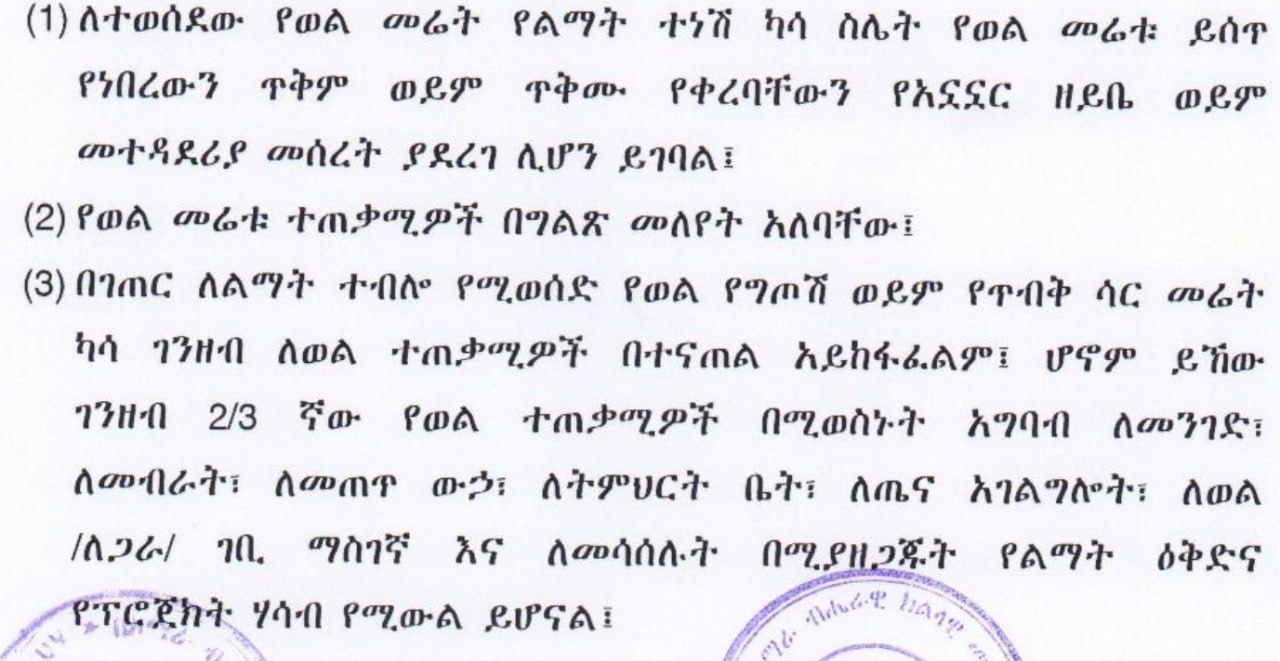 (1) ለተወሰደው የወል መሬት የልማት ተነሽ ካሳ ስሌት የወል መሬቱ ይሰጥ
የነበረውን ጥቅም ወይም ጥቅሙ የቀረባቸውን የአኗኗር ዘይቤ ወይም
መተዳደሪያ መሰረት ያደረገ ሊሆን ይገባል፤
(2) የወል መሬቱ ተጠቃሚዎች በግልጽ መለየት አለባቸው፤
(3) በገጠር ለልማት ተብሎ የሚወሰድ የወል የግጦሽ ወይም የጥብቅ ሳር መሬት
ካሳ ገንዘብ ለወል ተጠቃሚዎች በተናጠል አይከፋፈልም፤ ሆኖም ይኸው
ገንዘብ 2/3 ኛው የወል ተጠቃሚዎች በሚወስኑት አግባብ ለመንገድ፣
ለመብራት፣ ለመጠጥ ውኃ፣ ለትምህርት ቤት፣ ለጤና አገልግሎት፣ ለወል
/ለጋራ/ ገቢ ማስገኛ እና ለመሳሰሉት በሚያዘጋጁት የልማት ዕቅድና
የፕሮጀክት ሃሳብ የሚውል ይሆናል፤
ብሔራዊ ክልላዊ